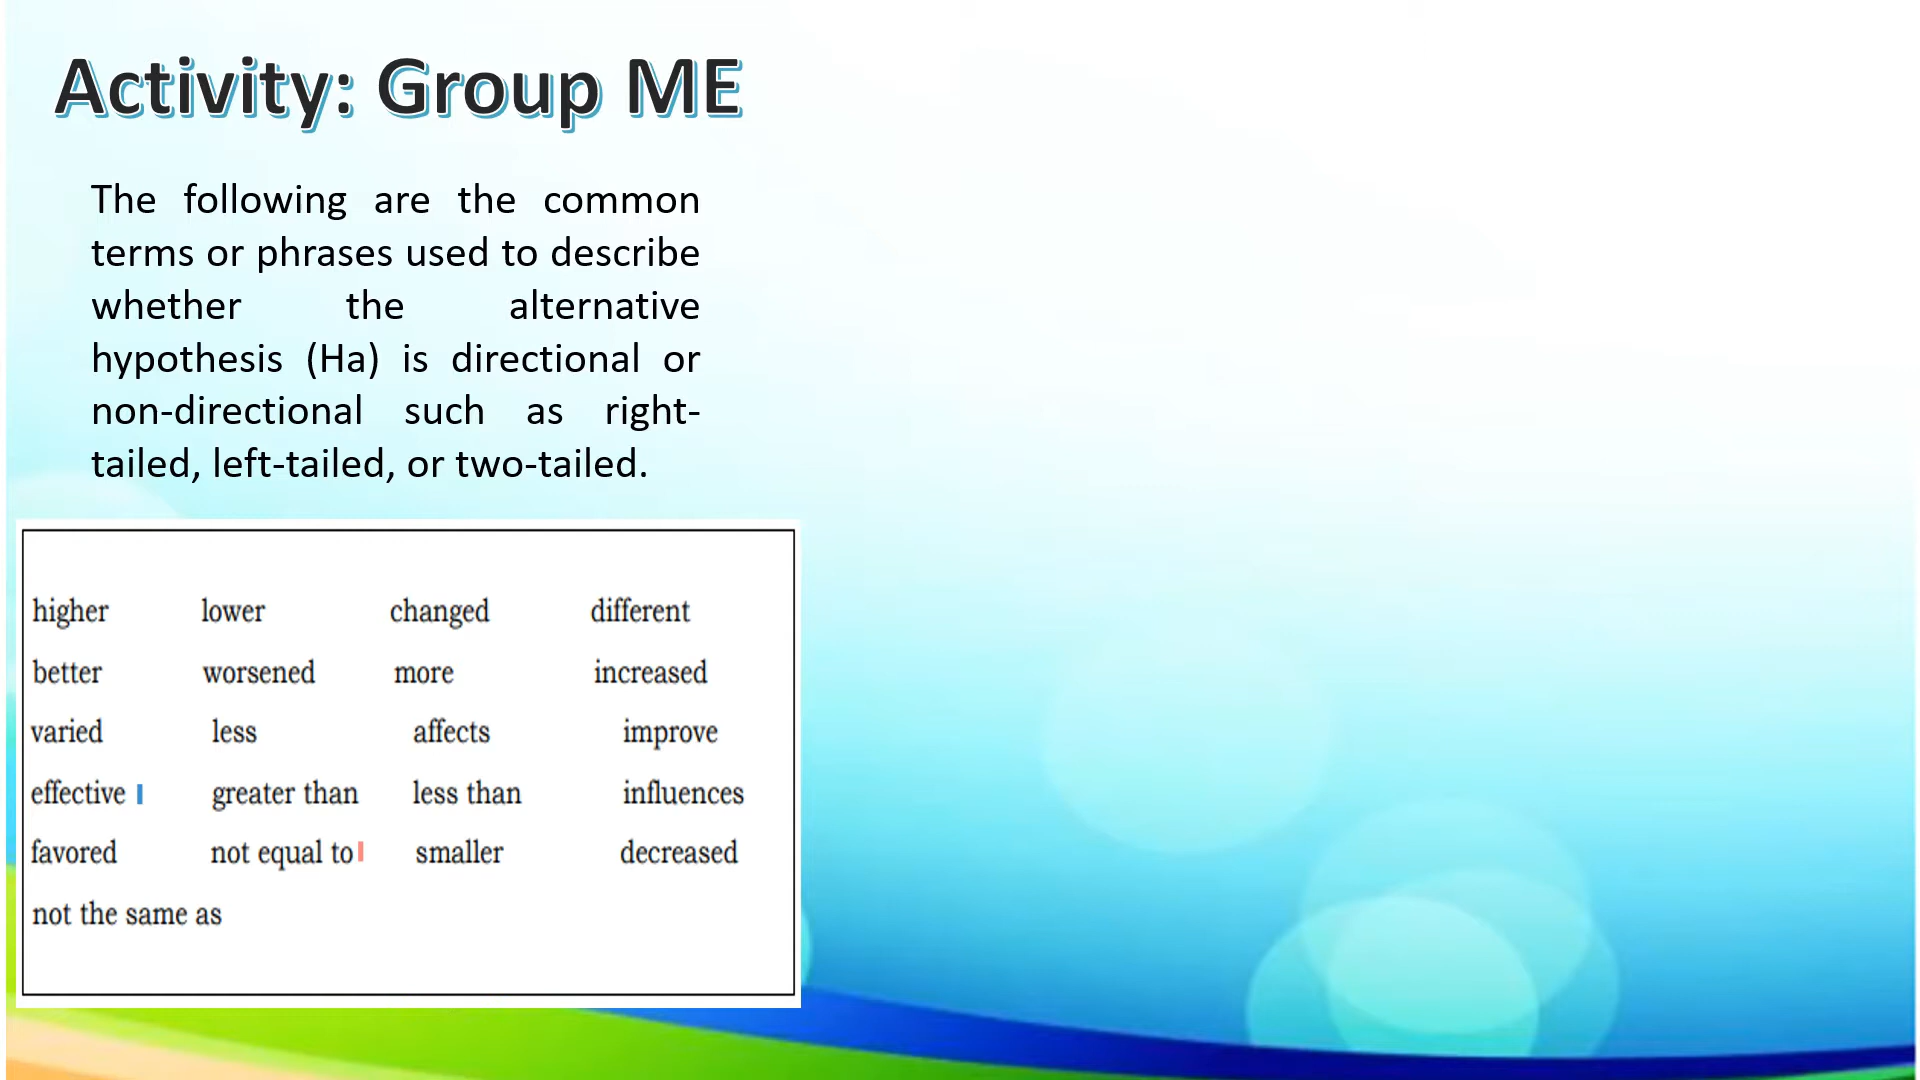 Activity: Group ME
The following are the common
terms or phrases used to describe
whether the alternative
hypothesis (Ha) is directional or
non-directional such as right-
tailed, left-tailed, or two-tailed.
higher lower changed different
better worsened more increased
varied less affects improve
effective greater than less than influences
favored not equal to smaller decreased
not the same as